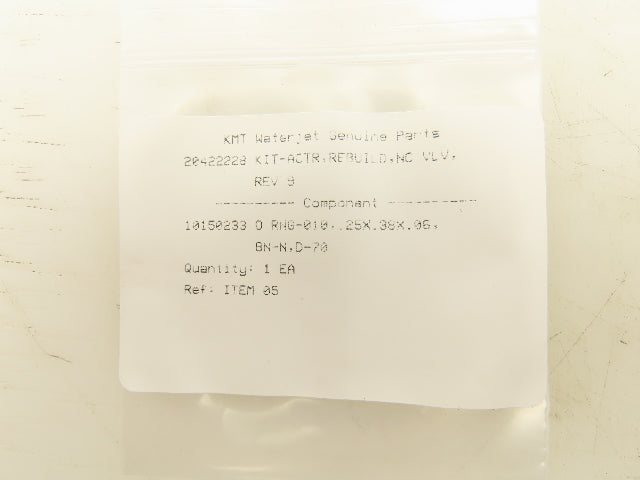 KMT Waterjet Genuine Parts
20422228 KIT-ACTR,REBUILD,NC VLV,
REV 9
---------- Component -----------
10150233 O RNG-010,.25X.38X.06,
BN-N,D-70
Quantity: 1 EA
Ref: ITEM 05